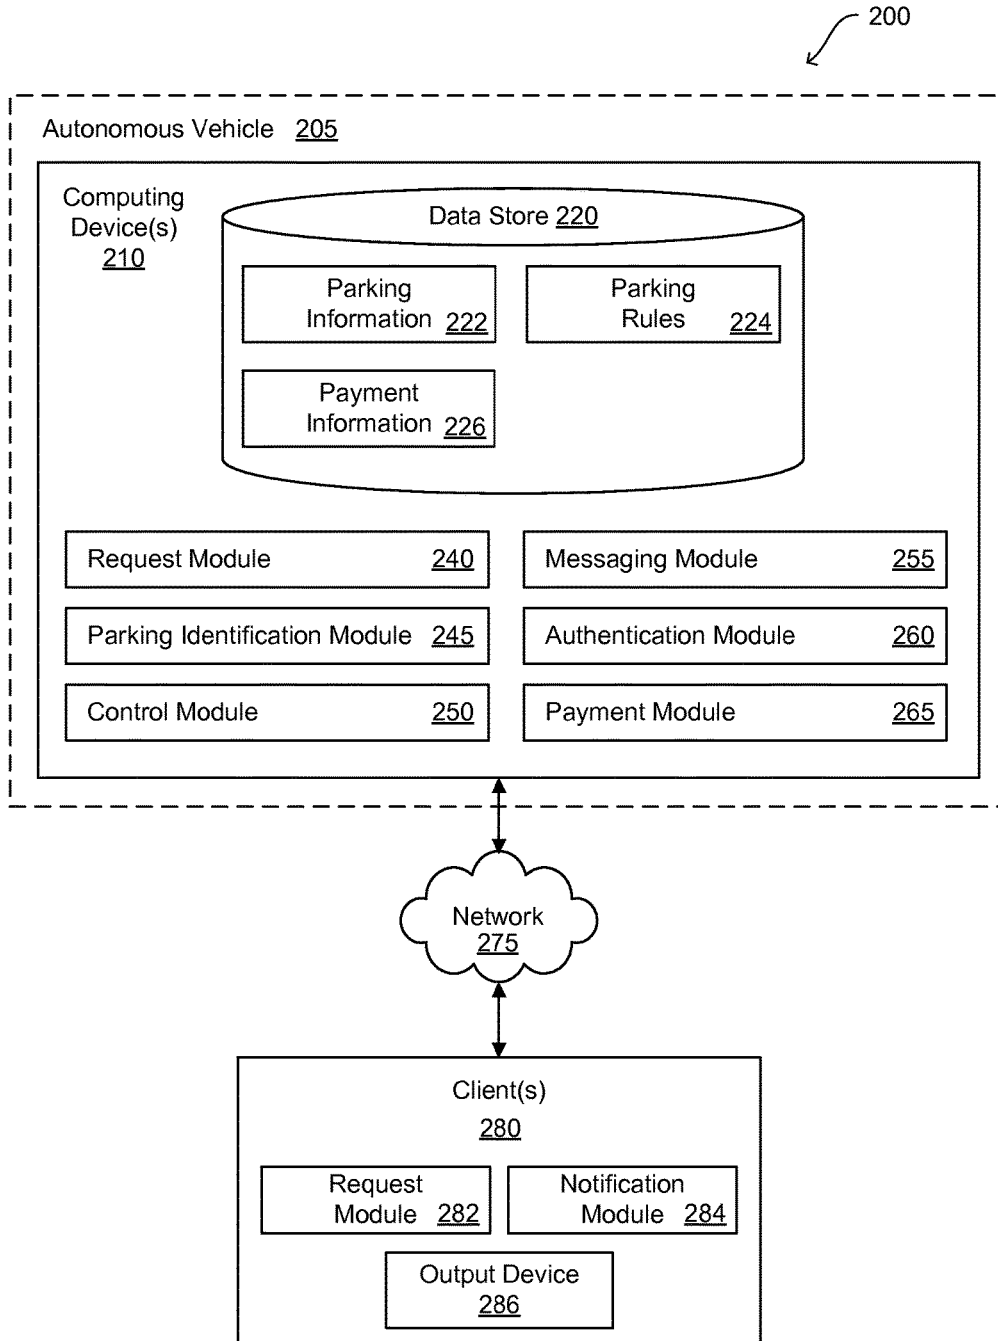 200
Autonomous Vehicle 205
Computing
Device(s)
210
Data Store 220
Parking
Information 222
Parking
Rules 224
Payment
Information 226
Request Module 240
Messaging Module 255
Parking Identification Module 245
Authentication Module 260
Control Module 250
Payment Module 265
Network
275
Client(s)
280
Request
Module 282
Notification
Module 284
Output Device
286